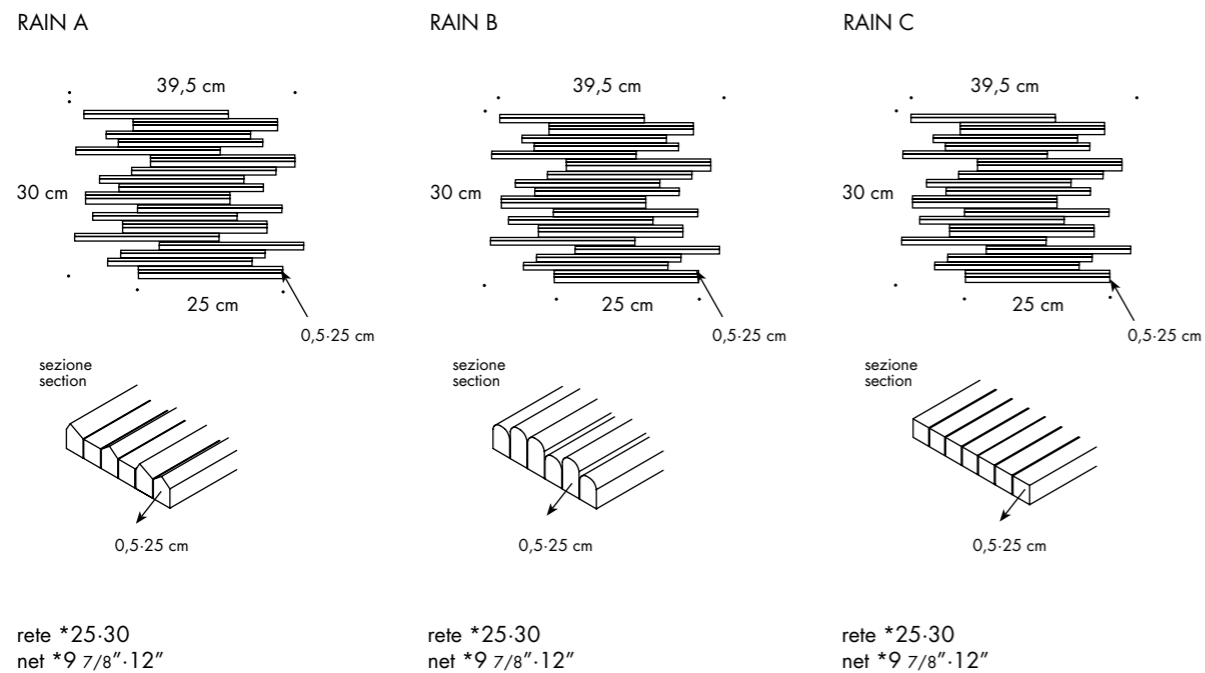 RAIN A
39,5 cm
30 cm
25 cm
0,5·25 cm
sezione
section
0,5·25 cm
rete *25·30
net *9 7/8”·12”
RAIN B
39,5 cm
30 cm
25 cm
0,5·25 cm
sezione
section
0,5·25 cm
rete *25·30
net *9 7/8”·12”
RAIN C
39,5 cm
30 cm
25 cm
0,5·25 cm
sezione
section
0,5·25 cm
rete *25·30
net *9 7/8”·12”